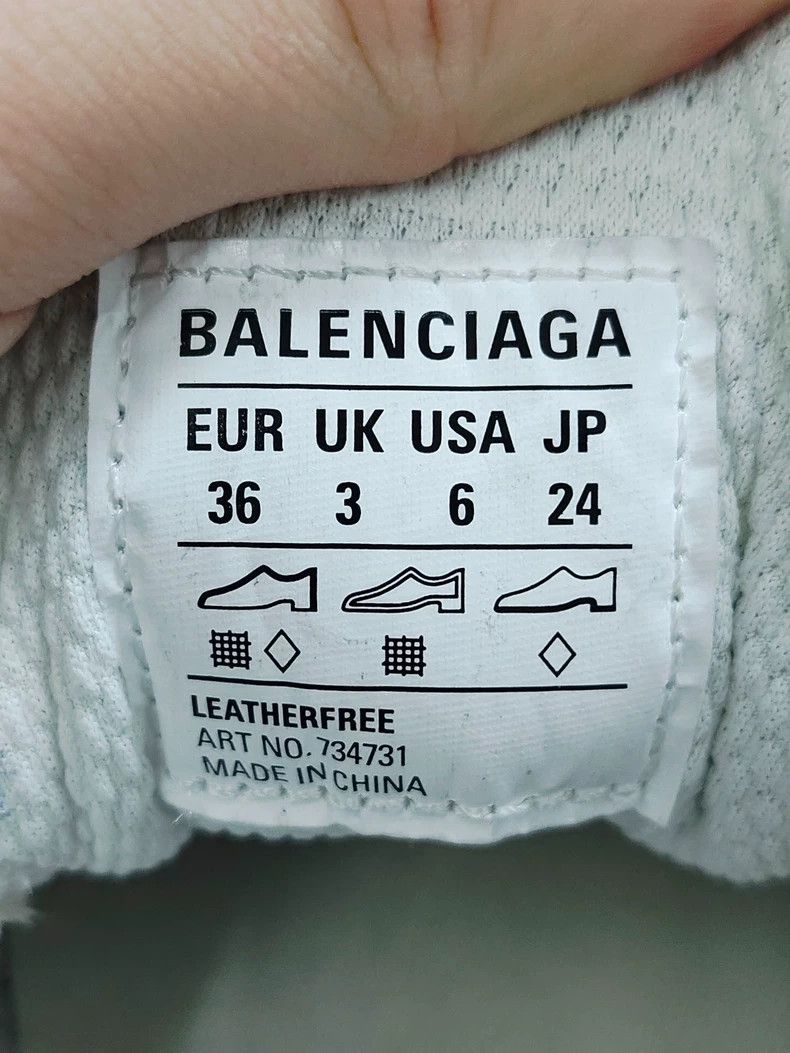 BALENCIAGA
EUR UK USA JP
36 3 6 24
LEATHERFREE
ART NO. 734731
MADE IN CHINA